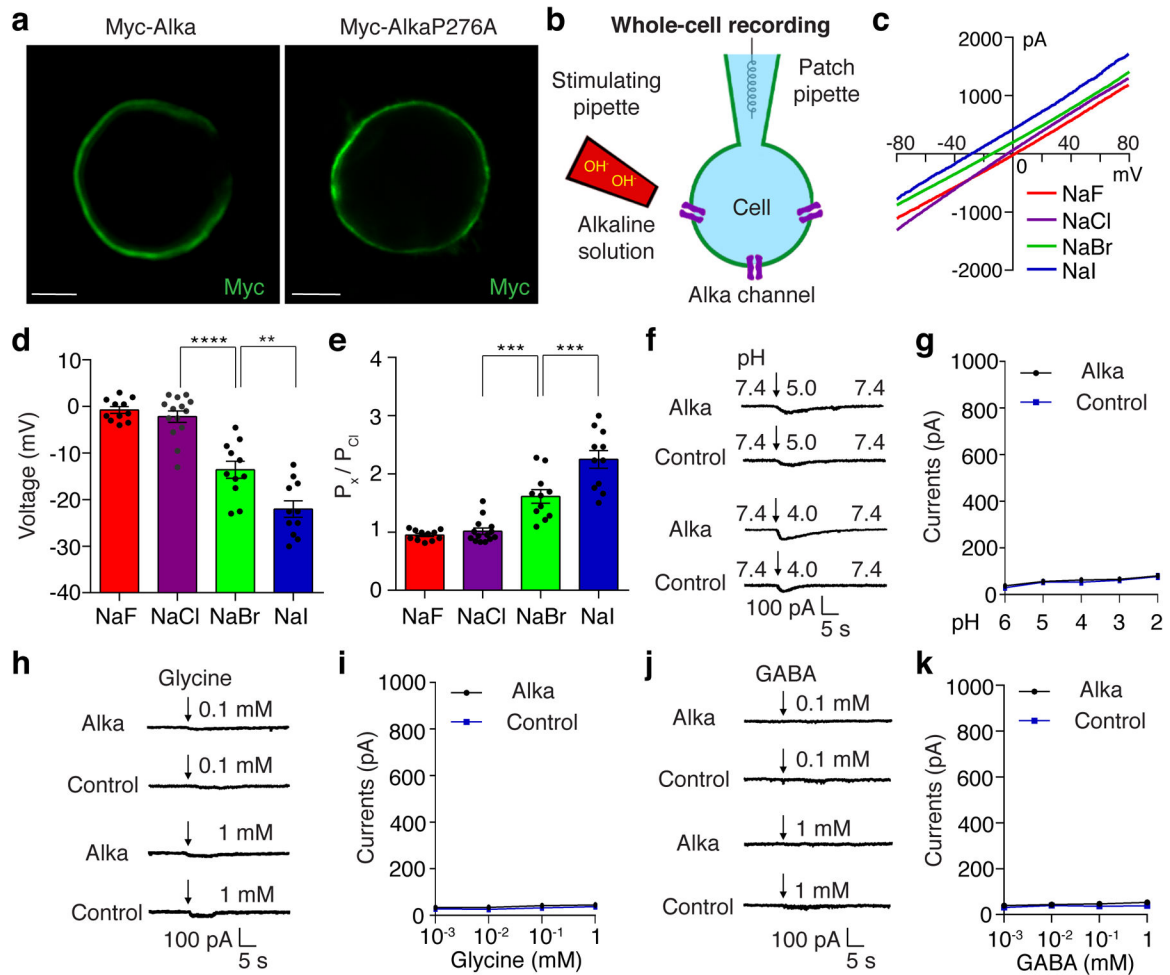 a
Myc-Alka
Myc-AlkaP276A
Myc
Myc
b
Whole-cell recording
Stimulating
pipette
Patch
pipette
OH-
OH-
Cell
Alkaline
solution
Alka channel
c
pA
2000
1000
-80
-40
0
40
80
mV
-1000
-2000
NaF
NaCl
NaBr
NaI
d
****
**
Voltage (mV)
10
0
-10
-20
-30
-40
NaF
NaCl
NaBr
NaI
e
***
***
Px / PCl
4
3
2
1
0
NaF
NaCl
NaBr
NaI
f
pH
7.4 5.0 7.4
Alka
7.4 5.0 7.4
Control
7.4 4.0 7.4
Alka
7.4 4.0 7.4
Control
100 pA
5 s
g
Currents (pA)
1000
800
600
400
200
0
Alka
Control
pH 6 5 4 3 2
h
Glycine
0.1 mM
Alka
0.1 mM
Control
1 mM
Alka
1 mM
Control
100 pA
5 s
i
Currents (pA)
1000
800
600
400
200
0
Alka
Control
10-3 10-2 10-1 1
Glycine (mM)
j
GABA
0.1 mM
Alka
0.1 mM
Control
1 mM
Alka
1 mM
Control
100 pA
5 s
k
Currents (pA)
1000
800
600
400
200
0
Alka
Control
10-3 10-2 10-1 1
GABA (mM)